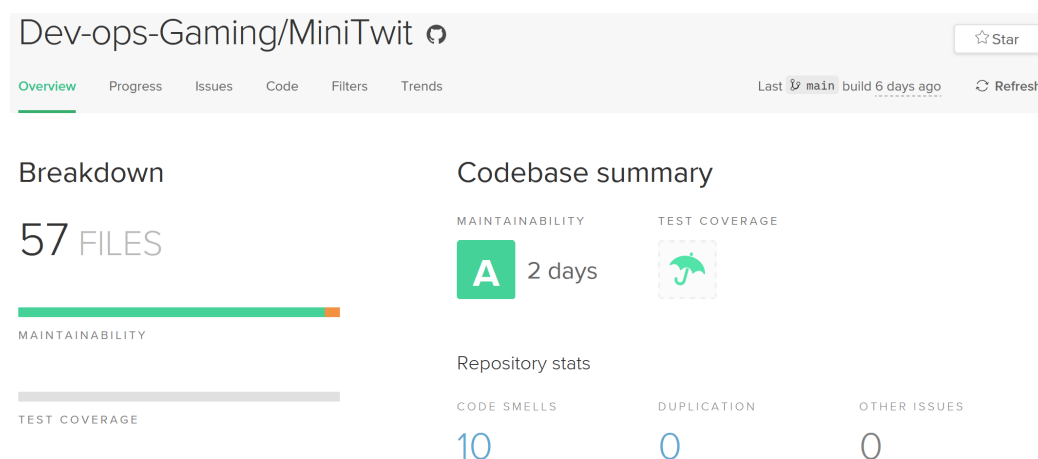 Dev-ops-Gaming/MiniTwit
Star
Overview Progress Issues Code Filters Trends
Last main build 6 days ago Refresh
Breakdown
Codebase summary
57 FILES
MAINTAINABILITY TEST COVERAGE
A 2 days
MAINTAINABILITY
Repository stats
TEST COVERAGE
CODE SMELLS DUPLICATION OTHER ISSUES
10 0 0